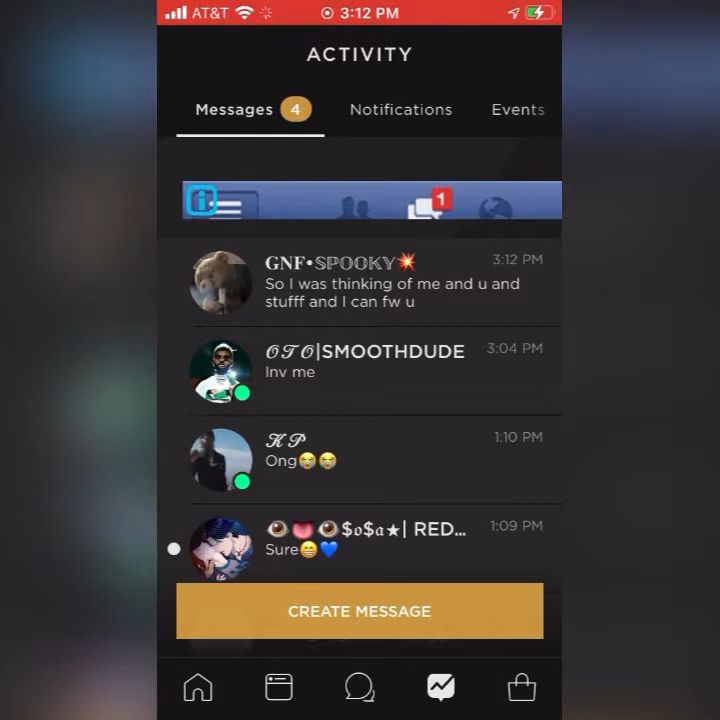 AT&T 3:12 PM
ACTIVITY
Messages 4 Notifications Events
1
GNF•SPOOKY💥 3:12 PM
So I was thinking of me and u and
stufff and I can fw u
𝒪𝒯𝒪|SMOOTHDUDE 3:04 PM
Inv me
𝒦𝒫 1:10 PM
Ong😭😭
👁👅👁$𝔬$𝔞★| RED... 1:09 PM
Sure😁💙
CREATE MESSAGE